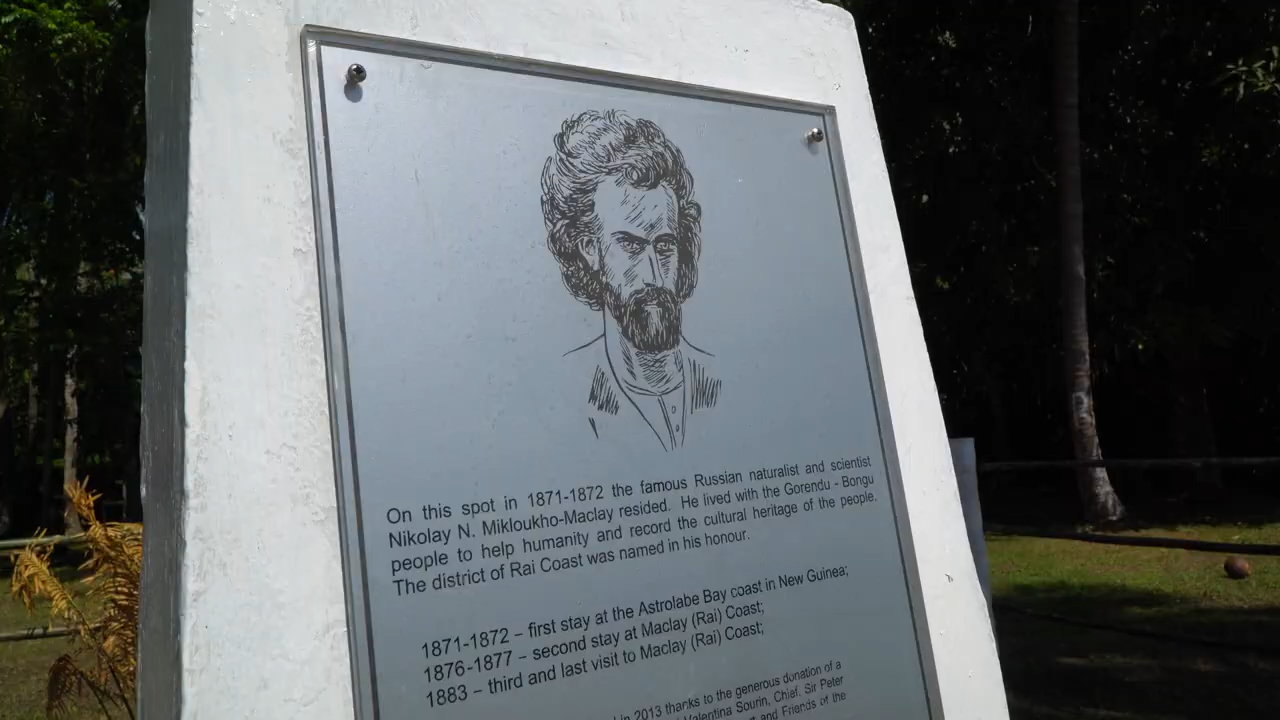 On this spot in 1871-1872 the famous Russian naturalist and scientist
Nikolay N. Mikloukho-Maclay resided. He lived with the Gorendu - Bongu
people to help humanity and record the cultural heritage of the people.
The district of Rai Coast was named in his honour.
1871-1872 – first stay at the Astrolabe Bay coast in New Guinea;
1876-1877 – second stay at Maclay (Rai) Coast;
1883 – third and last visit to Maclay (Rai) Coast;
in 2013 thanks to the generous donation of a
Valentina Sourin, Chief. Sir Peter
and Friends of the